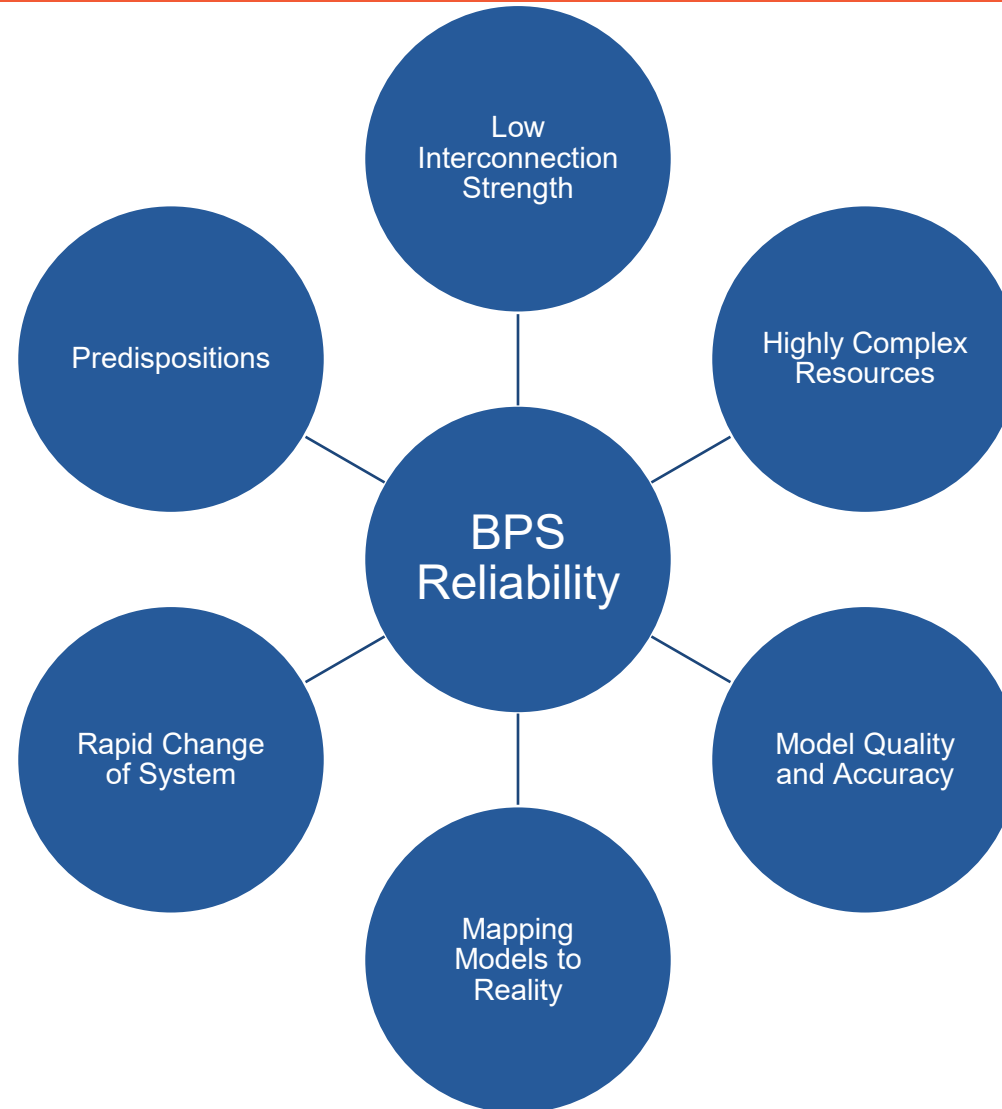 Low
Interconnection
Strength
Predispositions
Highly Complex
Resources
BPS
Reliability
Rapid Change
of System
Model Quality
and Accuracy
Mapping
Models to
Reality